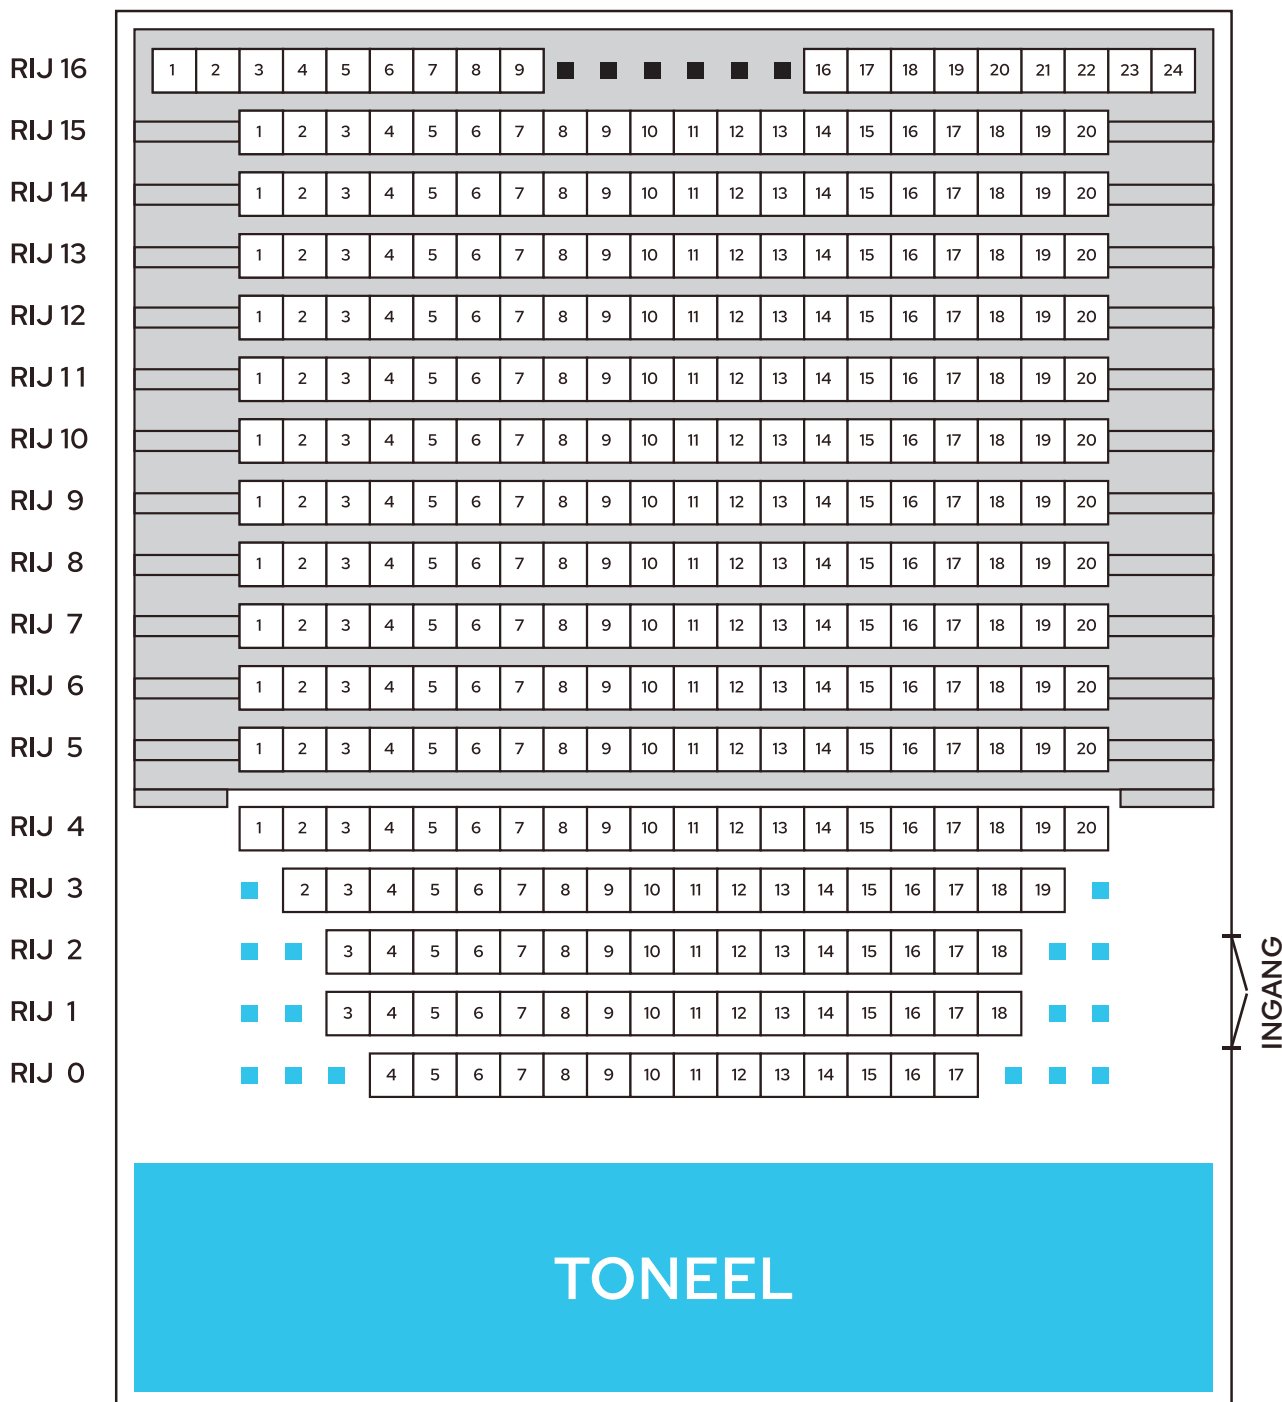 RIJ 16 1 2 3 4 5 6 7 8 9 16 17 18 19 20 21 22 23 24
RIJ 15 1 2 3 4 5 6 7 8 9 10 11 12 13 14 15 16 17 18 19 20
RIJ 14 1 2 3 4 5 6 7 8 9 10 11 12 13 14 15 16 17 18 19 20
RIJ 13 1 2 3 4 5 6 7 8 9 10 11 12 13 14 15 16 17 18 19 20
RIJ 12 1 2 3 4 5 6 7 8 9 10 11 12 13 14 15 16 17 18 19 20
RIJ 11 1 2 3 4 5 6 7 8 9 10 11 12 13 14 15 16 17 18 19 20
RIJ 10 1 2 3 4 5 6 7 8 9 10 11 12 13 14 15 16 17 18 19 20
RIJ 9 1 2 3 4 5 6 7 8 9 10 11 12 13 14 15 16 17 18 19 20
RIJ 8 1 2 3 4 5 6 7 8 9 10 11 12 13 14 15 16 17 18 19 20
RIJ 7 1 2 3 4 5 6 7 8 9 10 11 12 13 14 15 16 17 18 19 20
RIJ 6 1 2 3 4 5 6 7 8 9 10 11 12 13 14 15 16 17 18 19 20
RIJ 5 1 2 3 4 5 6 7 8 9 10 11 12 13 14 15 16 17 18 19 20
RIJ 4 1 2 3 4 5 6 7 8 9 10 11 12 13 14 15 16 17 18 19 20
RIJ 3 2 3 4 5 6 7 8 9 10 11 12 13 14 15 16 17 18 19
RIJ 2 3 4 5 6 7 8 9 10 11 12 13 14 15 16 17 18
RIJ 1 3 4 5 6 7 8 9 10 11 12 13 14 15 16 17 18
RIJ 0 4 5 6 7 8 9 10 11 12 13 14 15 16 17
INGANG
TONEEL